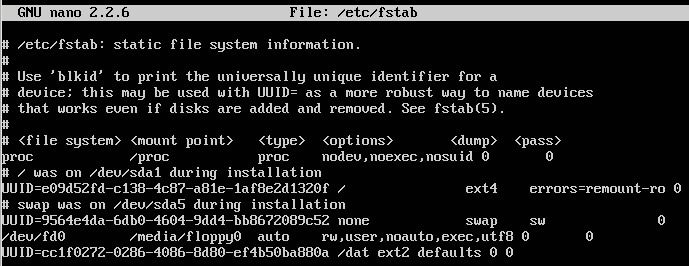 GNU nano 2.2.6 File: /etc/fstab
# /etc/fstab: static file system information.
#
# Use 'blkid' to print the universally unique identifier for a
# device; this may be used with UUID= as a more robust way to name devices
# that works even if disks are added and removed. See fstab(5).
#
# <file system> <mount point> <type> <options> <dump> <pass>
proc /proc proc nodev,noexec,nosuid 0 0
# / was on /dev/sda1 during installation
UUID=e09d52fd-c138-4c87-a81e-1af8e2d1320f / ext4 errors=remount-ro 0
# swap was on /dev/sda5 during installation
UUID=9564e4da-6db0-4604-9dd4-bb8672089c52 none swap sw 0
/dev/fd0 /media/floppy0 auto rw,user,noauto,exec,utf8 0 0
UUID=cc1f0272-0286-4086-8d80-ef4b50ba880a /dat ext2 defaults 0 0